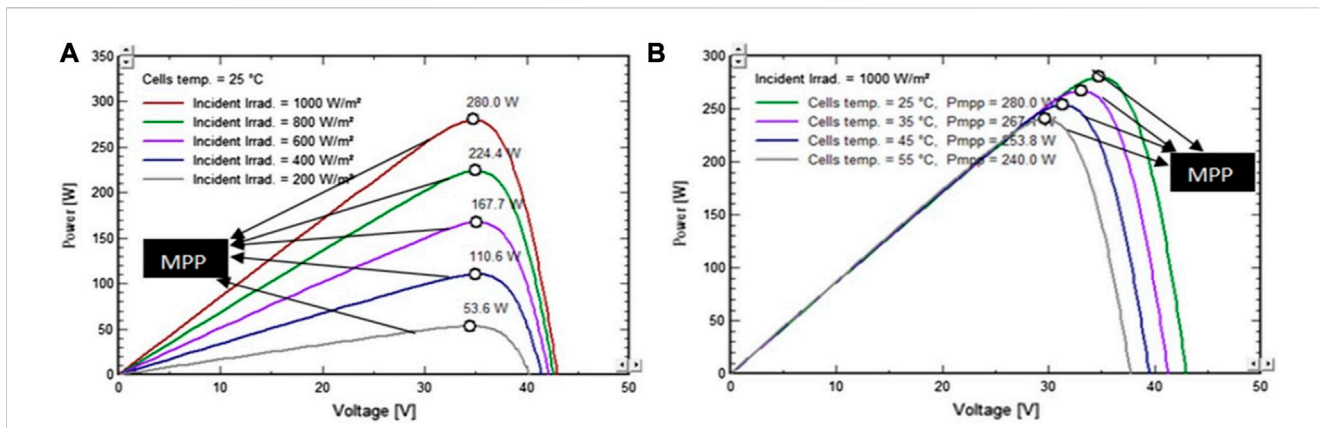 A
350
300
250
200
150
100
50
0
Power [W]
Cells temp. = 25 °C
Incident Irrad. = 1000 W/m²
Incident Irrad. = 800 W/m²
Incident Irrad. = 600 W/m²
Incident Irrad. = 400 W/m²
Incident Irrad. = 200 W/m²
280.0 W
224.4 W
167.7 W
110.6 W
53.6 W
MPP
0 10 20 30 40 50
Voltage [V]
B
300
250
200
150
100
50
0
Power [W]
Incident Irrad. = 1000 W/m²
Cells temp. = 25 °C, Pmpp = 280.0 W
Cells temp. = 35 °C, Pmpp = W
Cells temp. = 45 °C, Pmpp = 253.8 W
Cells temp. = 55 °C, Pmpp = 240.0 W
MPP
0 10 20 30 40 50
Voltage [V]